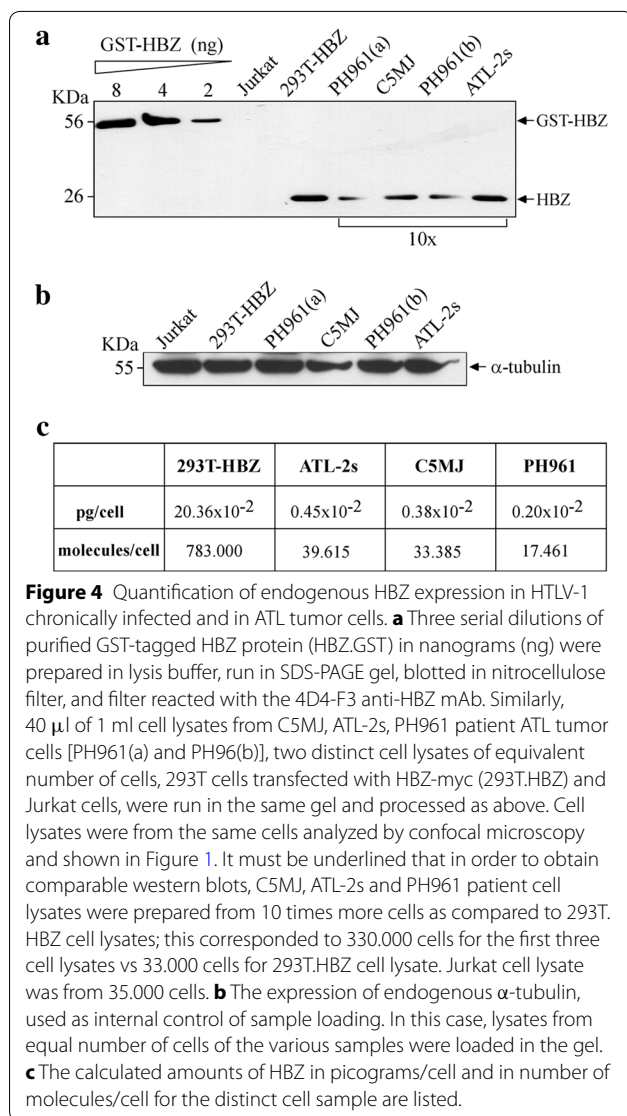 a
GST-HBZ (ng)
8 4 2 Jurkat 293T-HBZ PH961(a) C5MJ PH961(b) ATL-2s
KDa
56 GST-HBZ
26 HBZ
10x
b
Jurkat 293T-HBZ PH961(a) C5MJ PH961(b) ATL-2s
KDa
55 α-tubulin
c
293T-HBZ ATL-2s C5MJ PH961
pg/cell 20.36x10-2 0.45x10-2 0.38x10-2 0.20x10-2
molecules/cell 783.000 39.615 33.385 17.461
Figure 4 Quantification of endogenous HBZ expression in HTLV-1
chronically infected and in ATL tumor cells. a Three serial dilutions of
purified GST-tagged HBZ protein (HBZ.GST) in nanograms (ng) were
prepared in lysis buffer, run in SDS-PAGE gel, blotted in nitrocellulose
filter, and filter reacted with the 4D4-F3 anti-HBZ mAb. Similarly,
40 μl of 1 ml cell lysates from C5MJ, ATL-2s, PH961 patient ATL tumor
cells [PH961(a) and PH96(b)], two distinct cell lysates of equivalent
number of cells, 293T cells transfected with HBZ-myc (293T.HBZ) and
Jurkat cells, were run in the same gel and processed as above. Cell
lysates were from the same cells analyzed by confocal microscopy
and shown in Figure 1. It must be underlined that in order to obtain
comparable western blots, C5MJ, ATL-2s and PH961 patient cell
lysates were prepared from 10 times more cells as compared to 293T.
HBZ cell lysates; this corresponded to 330.000 cells for the first three
cell lysates vs 33.000 cells for 293T.HBZ cell lysate. Jurkat cell lysate
was from 35.000 cells. b The expression of endogenous α-tubulin,
used as internal control of sample loading. In this case, lysates from
equal number of cells of the various samples were loaded in the gel.
c The calculated amounts of HBZ in picograms/cell and in number of
molecules/cell for the distinct cell sample are listed.